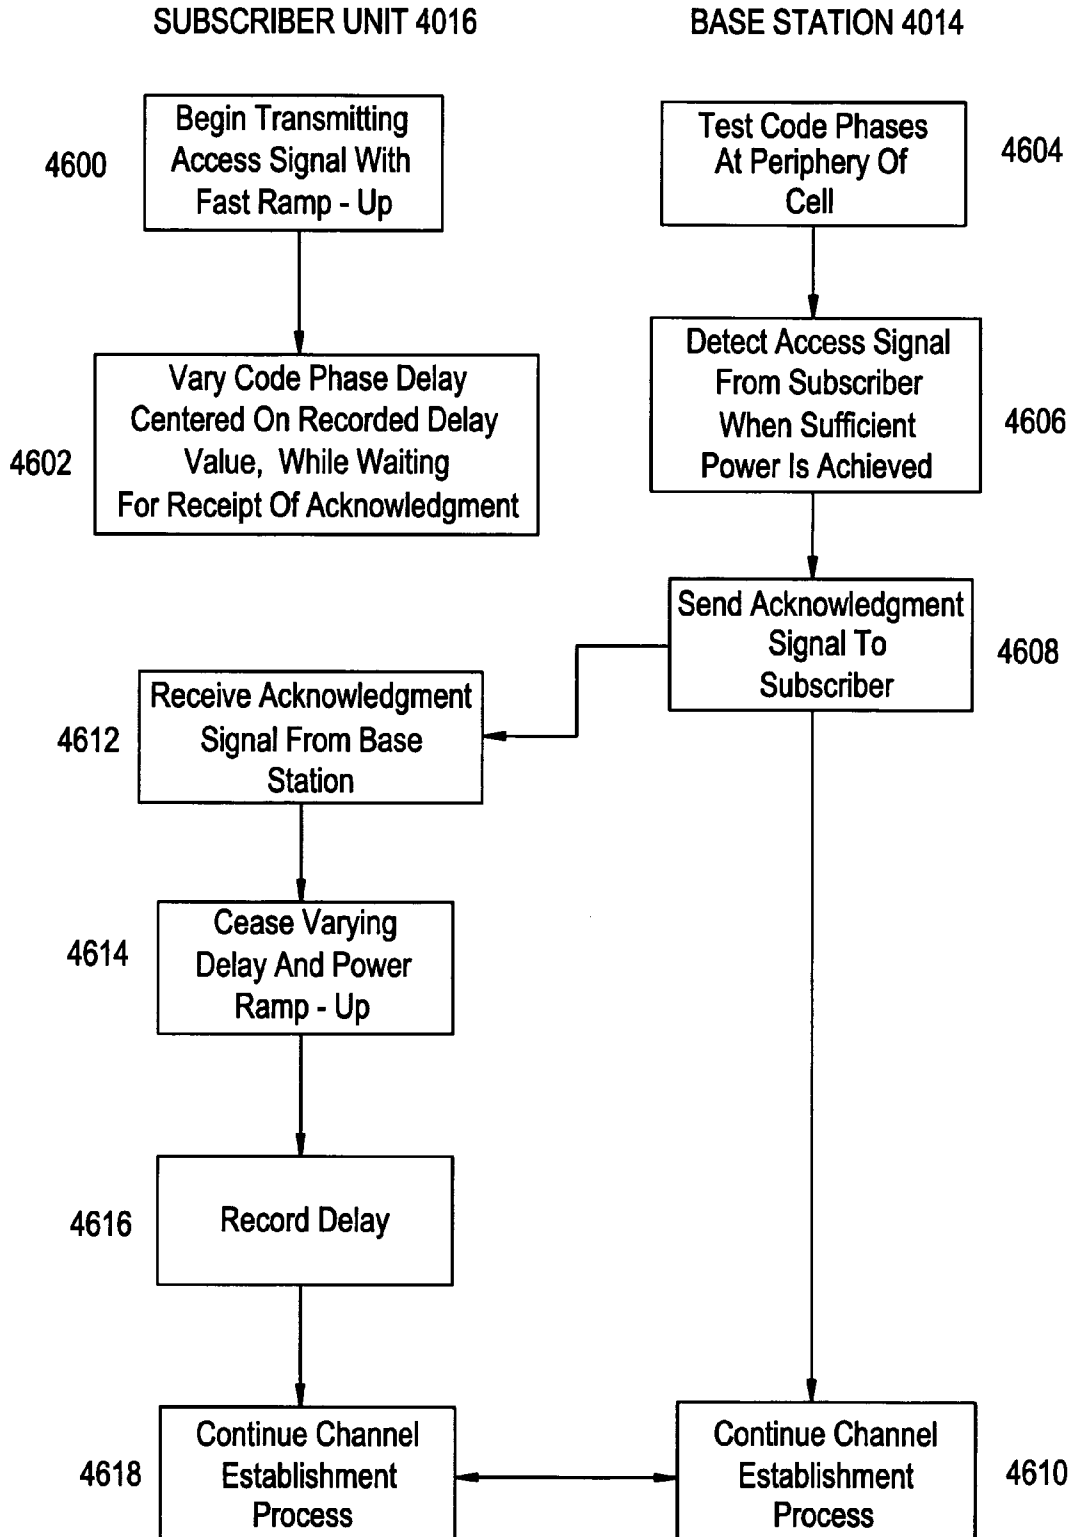 SUBSCRIBER UNIT 4016
BASE STATION 4014
4600
Begin Transmitting
Access Signal With
Fast Ramp - Up
Test Code Phases
At Periphery Of
Cell
4604
4602
Vary Code Phase Delay
Centered On Recorded Delay
Value, While Waiting
For Receipt Of Acknowledgment
Detect Access Signal
From Subscriber
When Sufficient
Power Is Achieved
4606
Send Acknowledgment
Signal To
Subscriber
4608
4612
Receive Acknowledgment
Signal From Base
Station
4614
Cease Varying
Delay And Power
Ramp - Up
4616
Record Delay
4618
Continue Channel
Establishment
Process
Continue Channel
Establishment
Process
4610